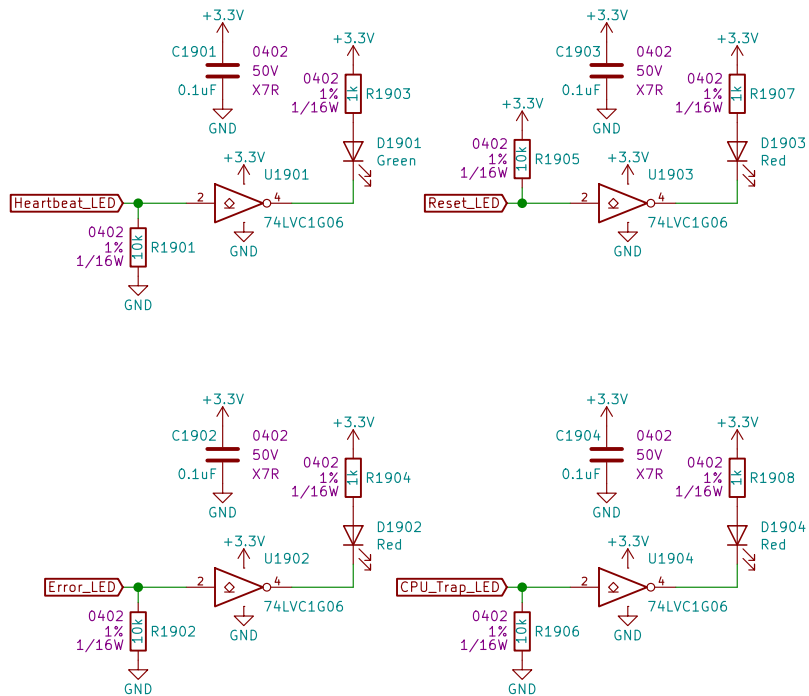 +3.3V
C1901
0.1uF
0402
50V
X7R
GND
+3.3V
0402
1%
1/16W
1k
R1903
D1901
Green
+3.3V
U1901
Heartbeat_LED
2
4
74LVC1G06
GND
0402
1%
1/16W
10k
R1901
GND
+3.3V
C1903
0.1uF
0402
50V
X7R
GND
+3.3V
0402
1%
1/16W
1k
R1907
D1903
Red
+3.3V
0402
1%
1/16W
10k
R1905
+3.3V
U1903
Reset_LED
2
4
74LVC1G06
GND
+3.3V
C1902
0.1uF
0402
50V
X7R
GND
+3.3V
0402
1%
1/16W
1k
R1904
D1902
Red
+3.3V
U1902
Error_LED
2
4
74LVC1G06
GND
0402
1%
1/16W
10k
R1902
GND
+3.3V
C1904
0.1uF
0402
50V
X7R
GND
+3.3V
0402
1%
1/16W
1k
R1908
D1904
Red
+3.3V
U1904
CPU_Trap_LED
2
4
74LVC1G06
GND
0402
1%
1/16W
10k
R1906
GND